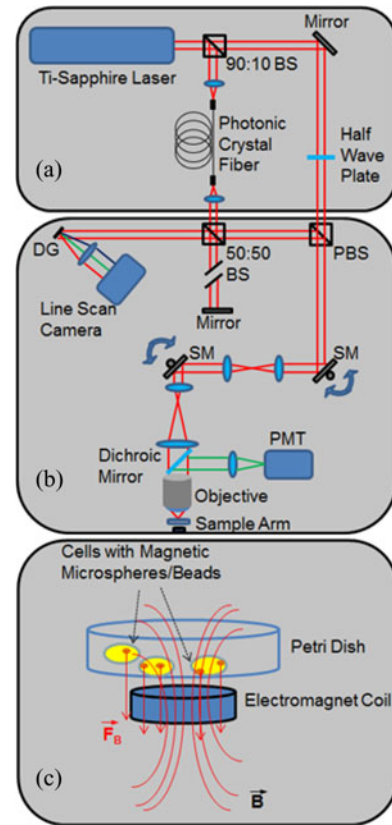 Mirror
Ti-Sapphire Laser
90:10 BS
Photonic
Crystal
Fiber
Half
Wave
Plate
(a)
DG
50:50
BS
PBS
Line Scan
Camera
Mirror
SM
SM
Dichroic
Mirror
PMT
Objective
(b)
Sample Arm
Cells with Magnetic
Microspheres/Beads
Petri Dish
Electromagnet Coil
F_B
B
(c)